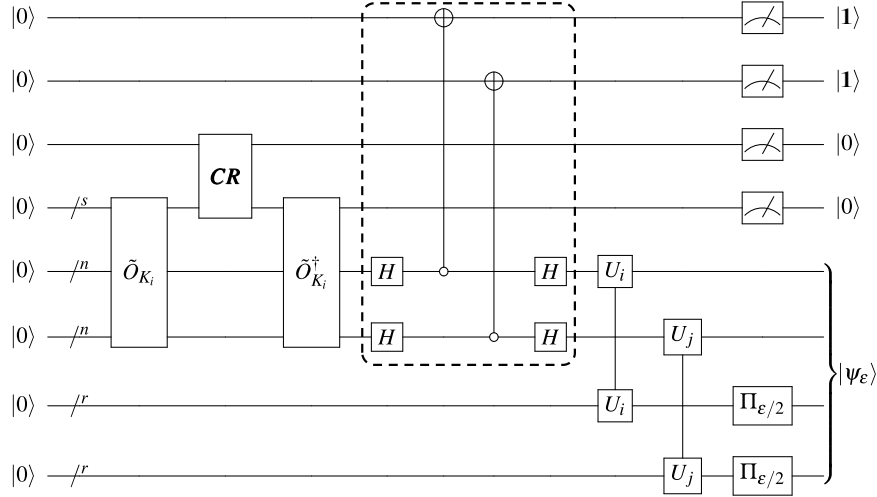 |0⟩ |𝟏⟩
|0⟩ |𝟏⟩
|0⟩ CR |0⟩
|0⟩ s |0⟩
|0⟩ n Õ_{K_i} Õ†_{K_i} H H U_i
|0⟩ n H H U_j
|ψ_ε⟩
|0⟩ r U_i Π_{ε/2}
|0⟩ r U_j Π_{ε/2}